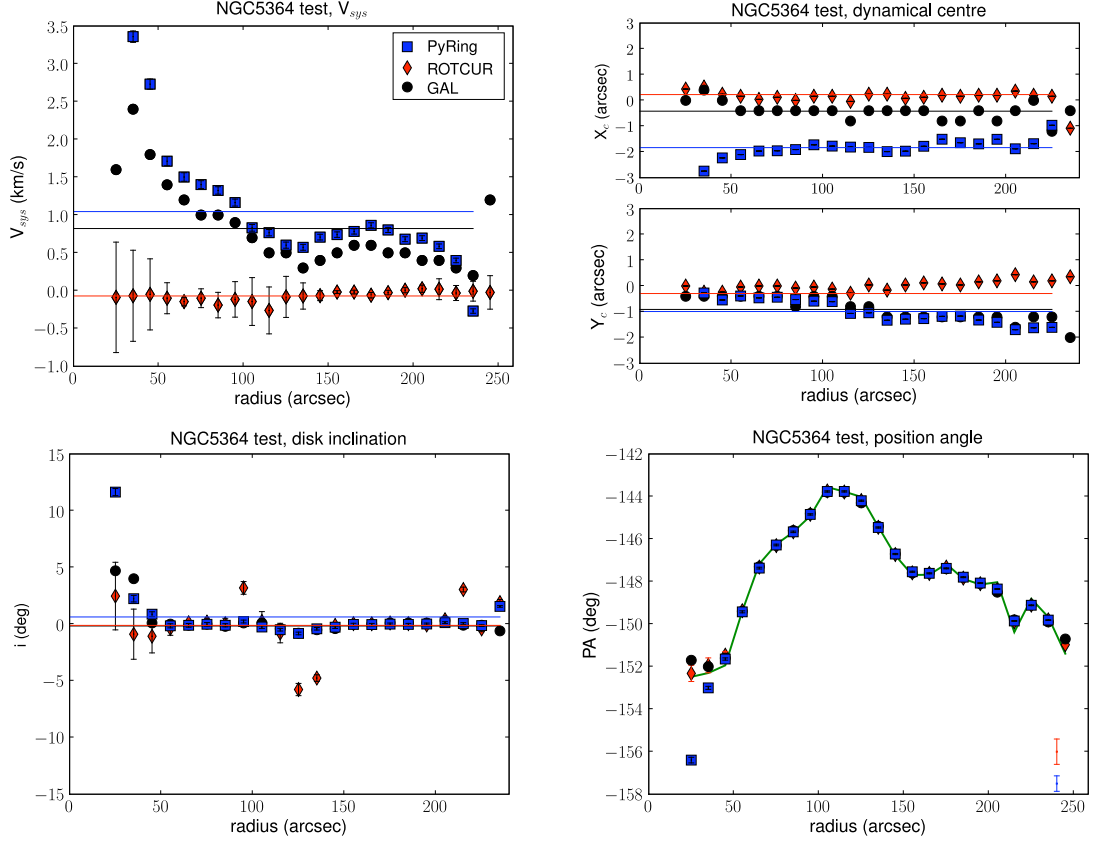 NGC5364 test, V_sys
3.5
3.0
2.5
2.0
1.5
1.0
0.5
0.0
−0.5
−1.0
V_sys (km/s)
PyRing
ROTCUR
GAL
0 50 100 150 200 250
radius (arcsec)
NGC5364 test, dynamical centre
3
2
1
0
−1
−2
−3
X_c (arcsec)
0 50 100 150 200
3
2
1
0
−1
−2
−3
Y_c (arcsec)
0 50 100 150 200
radius (arcsec)
NGC5364 test, disk inclination
15
10
5
0
−5
−10
−15
i (deg)
0 50 100 150 200
radius (arcsec)
NGC5364 test, position angle
−142
−144
−146
−148
−150
−152
−154
−156
−158
PA (deg)
0 50 100 150 200 250
radius (arcsec)